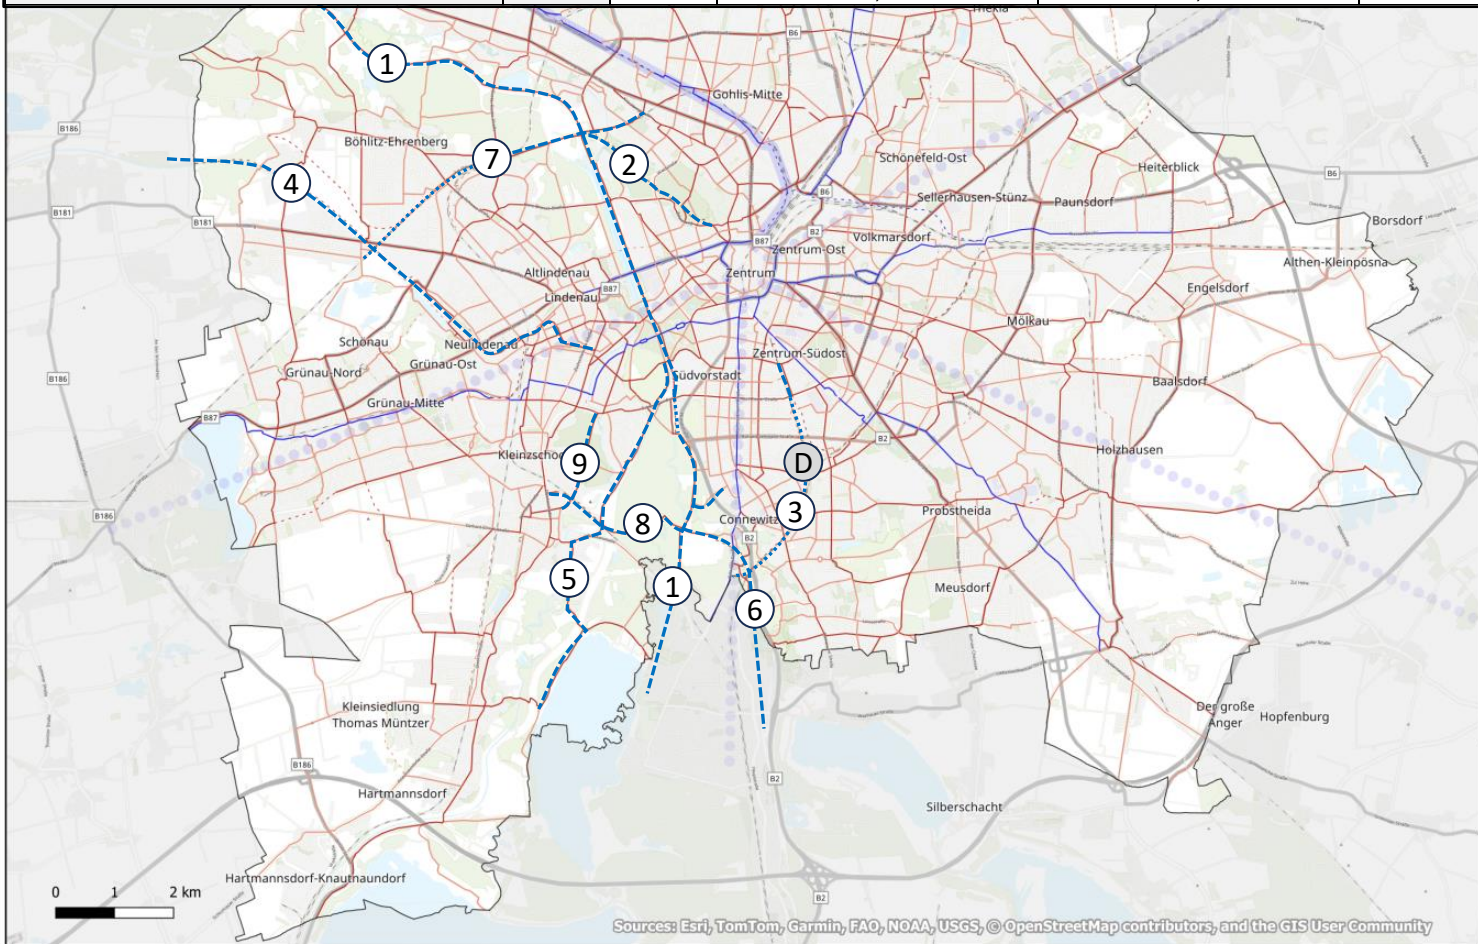 Thekla
B6
1
Gohlis-Mitte
B186
Böhlitz-Ehrenberg
7
2
Schönefeld-Ost
Heiterblick
B6
4
B6
Sellerhausen-Stünz
Paunsdorf
B181
B181
Borsdorf
B87
B2
Volkmarsdorf
Zentrum-Ost
Althen-Kleinpösna
Altlindenau
Zentrum
B87
Lindenau
Engelsdorf
Mölkau
Schönau
Neulindenau
Zentrum-Südost
Grünau-Ost
Grünau-Nord
Südvorstadt
B186
Baalsdorf
Grünau-Mitte
B87
B2
Kleinzschoc
9
D
Holzhausen
B186
8
Connewitz
3
Probstheida
B2
5
1
6
Meusdorf
Kleinsiedlung
Thomas Müntzer
Der große
Anger
Hopfenburg
B186
B2
Hartmannsdorf
Silberschacht
Hartmannsdorf-Knautnaundorf
0 1 2 km
B2
Sources: Esri, TomTom, Garmin, FAO, NOAA, USGS, © OpenStreetMap contributors, and the GIS User Community